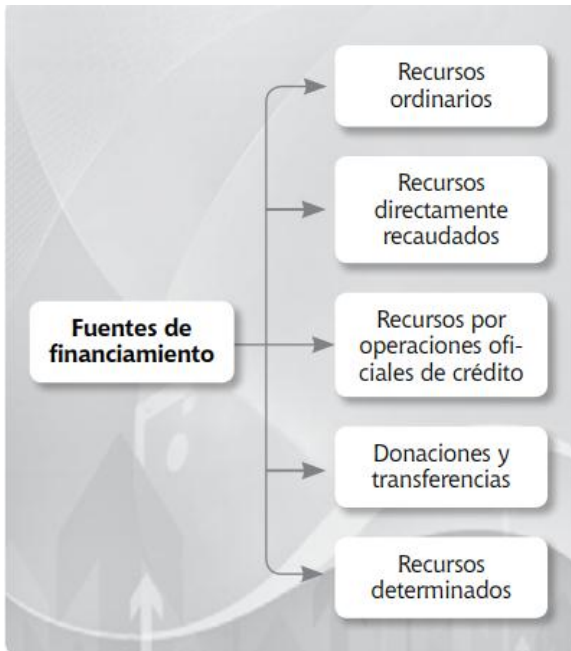 Recursos
ordinarios
Recursos
directamente
recaudados
Fuentes de
financiamiento
Recursos por
operaciones ofi-
ciales de crédito
Donaciones y
transferencias
Recursos
determinados